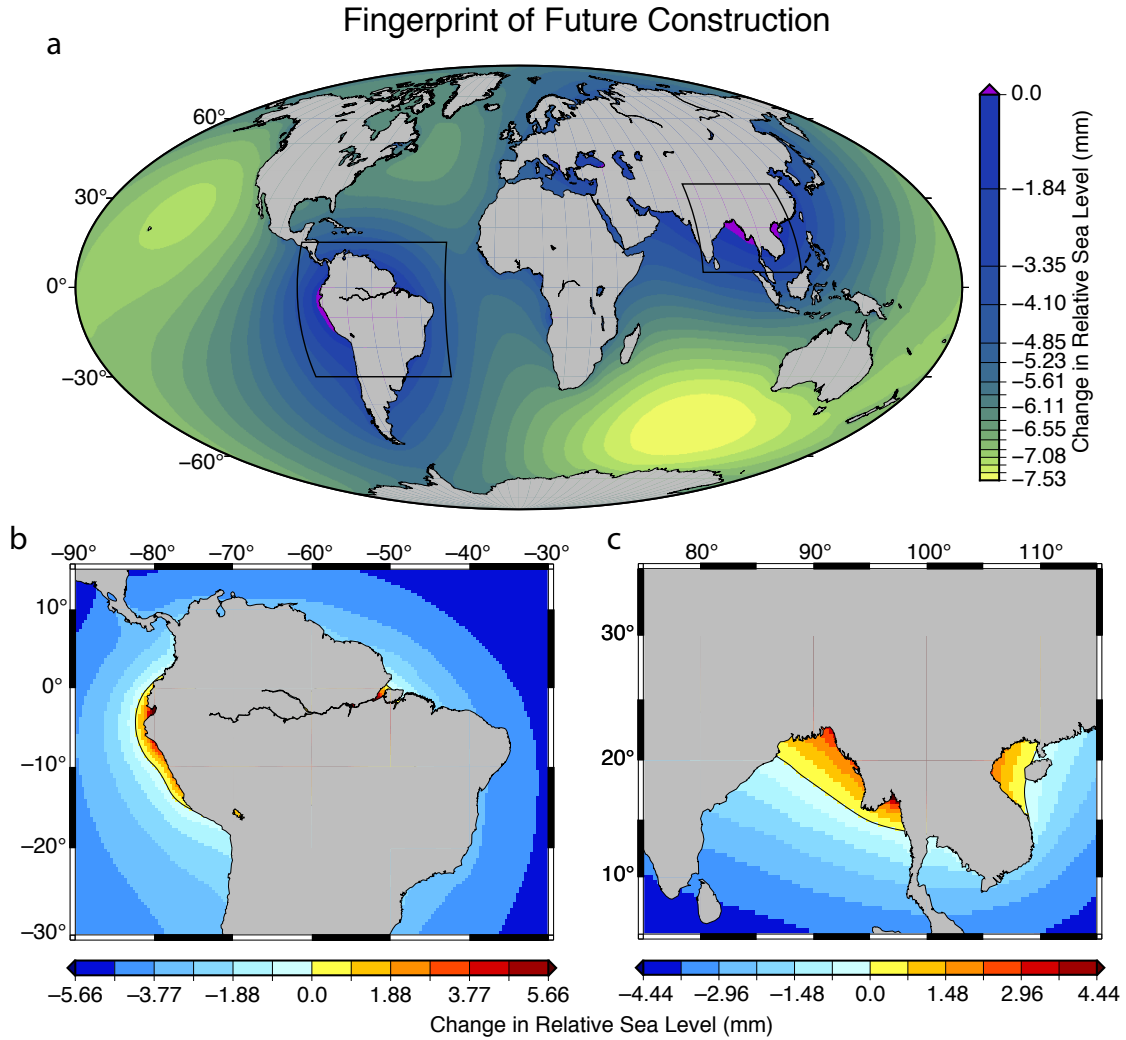 Fingerprint of Future Construction
a
60°
30°
0°
−30°
−60°
0.0
−1.84
−3.35
−4.10
−4.85
−5.23
−5.61
−6.11
−6.55
−7.08
−7.53
Change in Relative Sea Level (mm)
b
−90° −80° −70° −60° −50° −40° −30°
10°
0°
−10°
−20°
−30°
−5.66 −3.77 −1.88 0.0 1.88 3.77 5.66
c
80° 90° 100° 110°
30°
20°
10°
−4.44 −2.96 −1.48 0.0 1.48 2.96 4.44
Change in Relative Sea Level (mm)